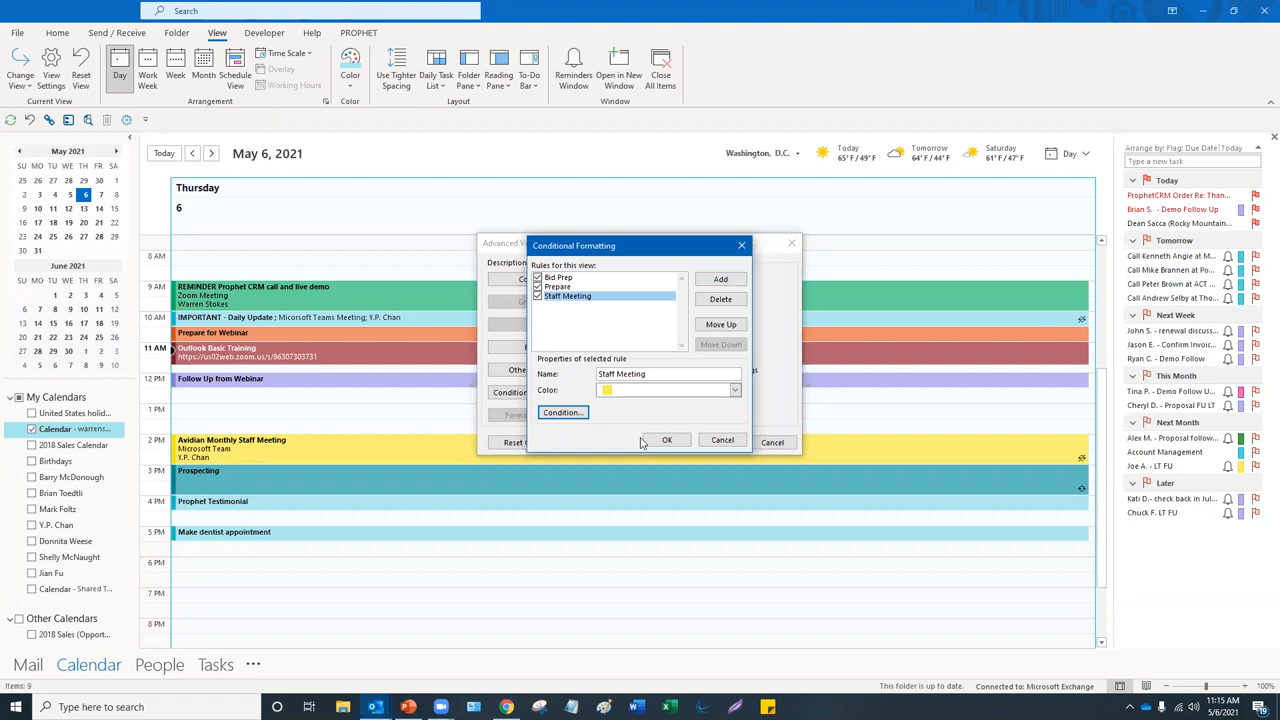 Search
File Home Send / Receive View Folder Developer Help PROPHET
Change View
View Settings
Reset View
Day
Work Week
Week
Month
Schedule View
Time Scale
Overlay
Working Hours
Color
Use Tighter Spacing
Daily Task List
Folder Pane
Reading Pane
To-Do Bar
Reminders Window
Open in New Window
Close All Items
Current View Arrangement Color Layout Window
May 2021
SU MO TU WE TH FR SA
25 26 27 28 29 30 1
2 3 4 5 6 7 8
9 10 11 12 13 14 15
16 17 18 19 20 21 22
23 24 25 26 27 28 29
30 31
June 2021
SU MO TU WE TH FR SA
1 2 3 4 5
6 7 8 9 10 11 12
13 14 15 16 17 18 19
20 21 22 23 24 25 26
27 28 29 30 1 2 3
My Calendars
United States holid...
Calendar - warrens...
2018 Sales Calendar
Birthdays
Barry McDonough
Brian Toedtli
Mark Foltz
Y.P. Chan
Donnita Weese
Shelly McNaught
Jian Fu
Calendar - Shared T...
Other Calendars
2018 Sales (Opport...
Today May 6, 2021
Washington, D.C.
Today
65° F / 49° F
Tomorrow
64° F / 44° F
Saturday
61° F / 47° F
Day
Thursday
6
8 AM
9 AM
REMINDER Prophet CRM call and live demo
Zoom Meeting
Warren Stokes
10 AM
IMPORTANT - Daily Update ; Micorsoft Teams Meeting; Y.P. Chan
Prepare for Webinar
11 AM
Outlook Basic Training
https://us02web.zoom.us/s/86307303731
12 PM
Follow Up from Webinar
1 PM
2 PM
Avidian Monthly Staff Meeting
Microsoft Team
Y.P. Chan
3 PM
Prospecting
4 PM
Prophet Testimonial
5 PM
Make dentist appointment
6 PM
7 PM
8 PM
Advanced Vi
Description
Co
Othe
Condition
Forma
Reset C
gs
Cancel
Conditional Formatting
Rules for this view:
Bid Prep
Prepare
Staff Meeting
Add
Delete
Move Up
Move Down
Properties of selected rule
Name: Staff Meeting
Color:
Condition...
OK Cancel
Arrange by: Flag: Due Date Today
Type a new task
Today
ProphetCRM Order Re: Than...
Brian S. - Demo Follow Up
Dean Sacca (Rocky Mountain
Tomorrow
Call Kenneth Angie at M...
Call Mike Brannen at Po...
Call Peter Brown at ACT ...
Call Andrew Selby at Tho...
Next Week
John S. - renewal discuss...
Jason E. - Confirm Invoic...
Ryan C. - Demo Follow
This Month
Tina P. - Demo Follow U...
Cheryl D. - Proposal FU LT
Next Month
Alex M. - Proposal follow...
Account Management
Joe A. - LT FU
Later
Kati D.- check back in Jul...
Chuck F. LT FU
Mail Calendar People Tasks ...
Items: 9
This folder is up to date. Connected to: Microsoft Exchange 100%
Type here to search
11:15 AM
5/6/2021
19